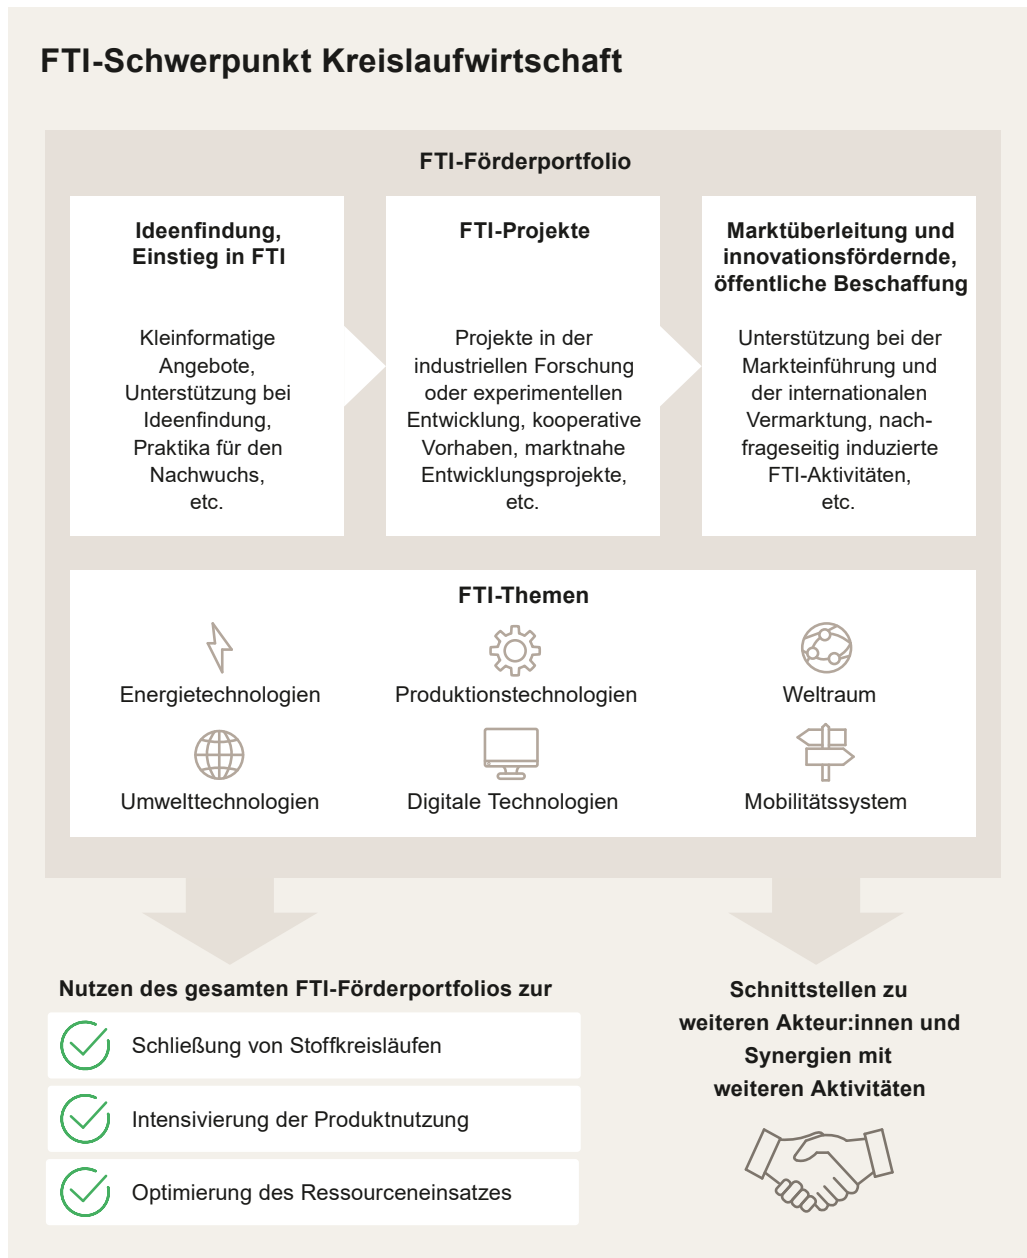 FTI-Schwerpunkt Kreislaufwirtschaft
FTI-Förderportfolio
Ideenfindung,
Einstieg in FTI
Kleinformatige
Angebote,
Unterstützung bei
Ideenfindung,
Praktika für den
Nachwuchs,
etc.
FTI-Projekte
Projekte in der
industriellen Forschung
oder experimentellen
Entwicklung, kooperative
Vorhaben, marktnahe
Entwicklungsprojekte,
etc.
Marktüberleitung und
innovationsfördernde,
öffentliche Beschaffung
Unterstützung bei der
Markteinführung und
der internationalen
Vermarktung, nach-
frageseitig induzierte
FTI-Aktivitäten,
etc.
FTI-Themen
Energietechnologien
Produktionstechnologien
Weltraum
Umwelttechnologien
Digitale Technologien
Mobilitätssystem
Nutzen des gesamten FTI-Förderportfolios zur
Schließung von Stoffkreisläufen
Intensivierung der Produktnutzung
Optimierung des Ressourceneinsatzes
Schnittstellen zu
weiteren Akteur:innen und
Synergien mit
weiteren Aktivitäten